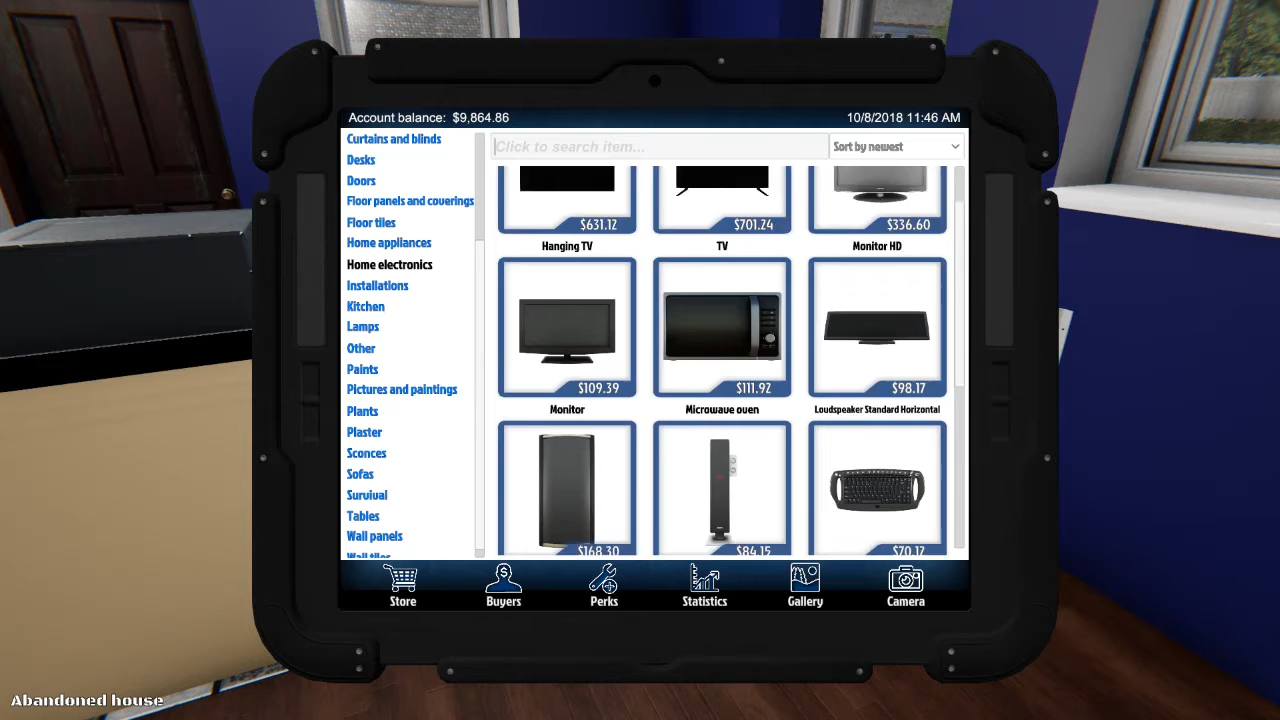 Account balance: $9,864.86
10/8/2018 11:46 AM
Curtains and blinds
Desks
Doors
Floor panels and coverings
Floor tiles
Home appliances
Home electronics
Installations
Kitchen
Lamps
Other
Paints
Pictures and paintings
Plants
Plaster
Sconces
Sofas
Survival
Tables
Wall panels
Wall tiles
Click to search item...
Sort by newest
$631.12
$701.24
$336.60
Hanging TV
TV
Monitor HD
$109.39
$111.92
$98.17
Monitor
Microwave oven
Loudspeaker Standard Horizontal
$168.30
$84.15
$70.12
Store
Buyers
Perks
Statistics
Gallery
Camera
Abandoned house